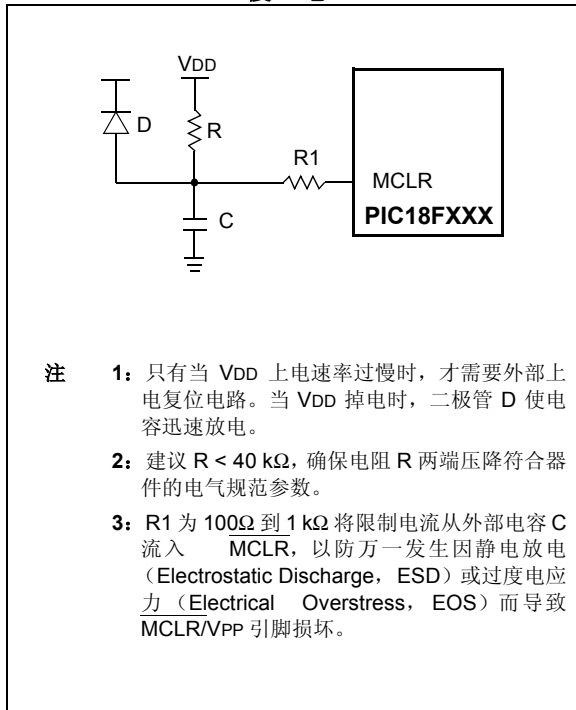 VDD
D
R
R1
MCLR
PIC18FXXX
C
注 1：只有当 VDD 上电速率过慢时，才需要外部上
电复位电路。当 VDD 掉电时，二极管 D 使电
容迅速放电。
2：建议 R < 40 kΩ，确保电阻 R 两端压降符合器
件的电气规范参数。
3：R1 为 100Ω 到 1 kΩ 将限制电流从外部电容 C
流入 MCLR，以防万一发生因静电放电
（Electrostatic Discharge，ESD）或过度电应
力（Electrical Overstress，EOS）而导致
MCLR/VPP 引脚损坏。